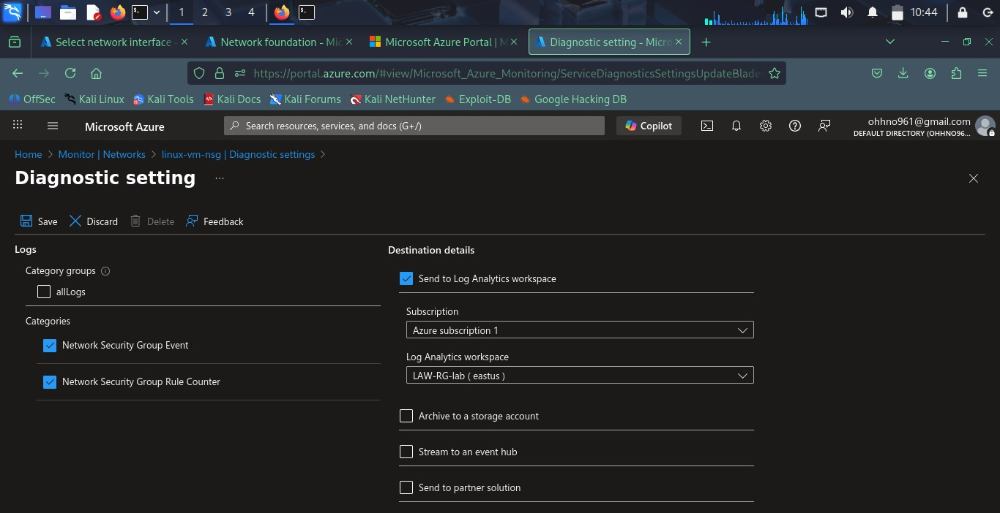 1 2 3 4 10:44
Select network interface - Network foundation - Mic Microsoft Azure Portal | M Diagnostic setting - Micro
https://portal.azure.com/#view/Microsoft_Azure_Monitoring/ServiceDiagnosticsSettingsUpdateBlade
OffSec Kali Linux Kali Tools Kali Docs Kali Forums Kali NetHunter Exploit-DB Google Hacking DB
Microsoft Azure Search resources, services, and docs (G+/) Copilot ohhno961@gmail.com
DEFAULT DIRECTORY (OHHNO96...
Home > Monitor | Networks > linux-vm-nsg | Diagnostic settings >
Diagnostic setting ...
Save Discard Delete Feedback
Logs
Category groups
allLogs
Categories
Network Security Group Event
Network Security Group Rule Counter
Destination details
Send to Log Analytics workspace
Subscription
Azure subscription 1
Log Analytics workspace
LAW-RG-lab ( eastus )
Archive to a storage account
Stream to an event hub
Send to partner solution